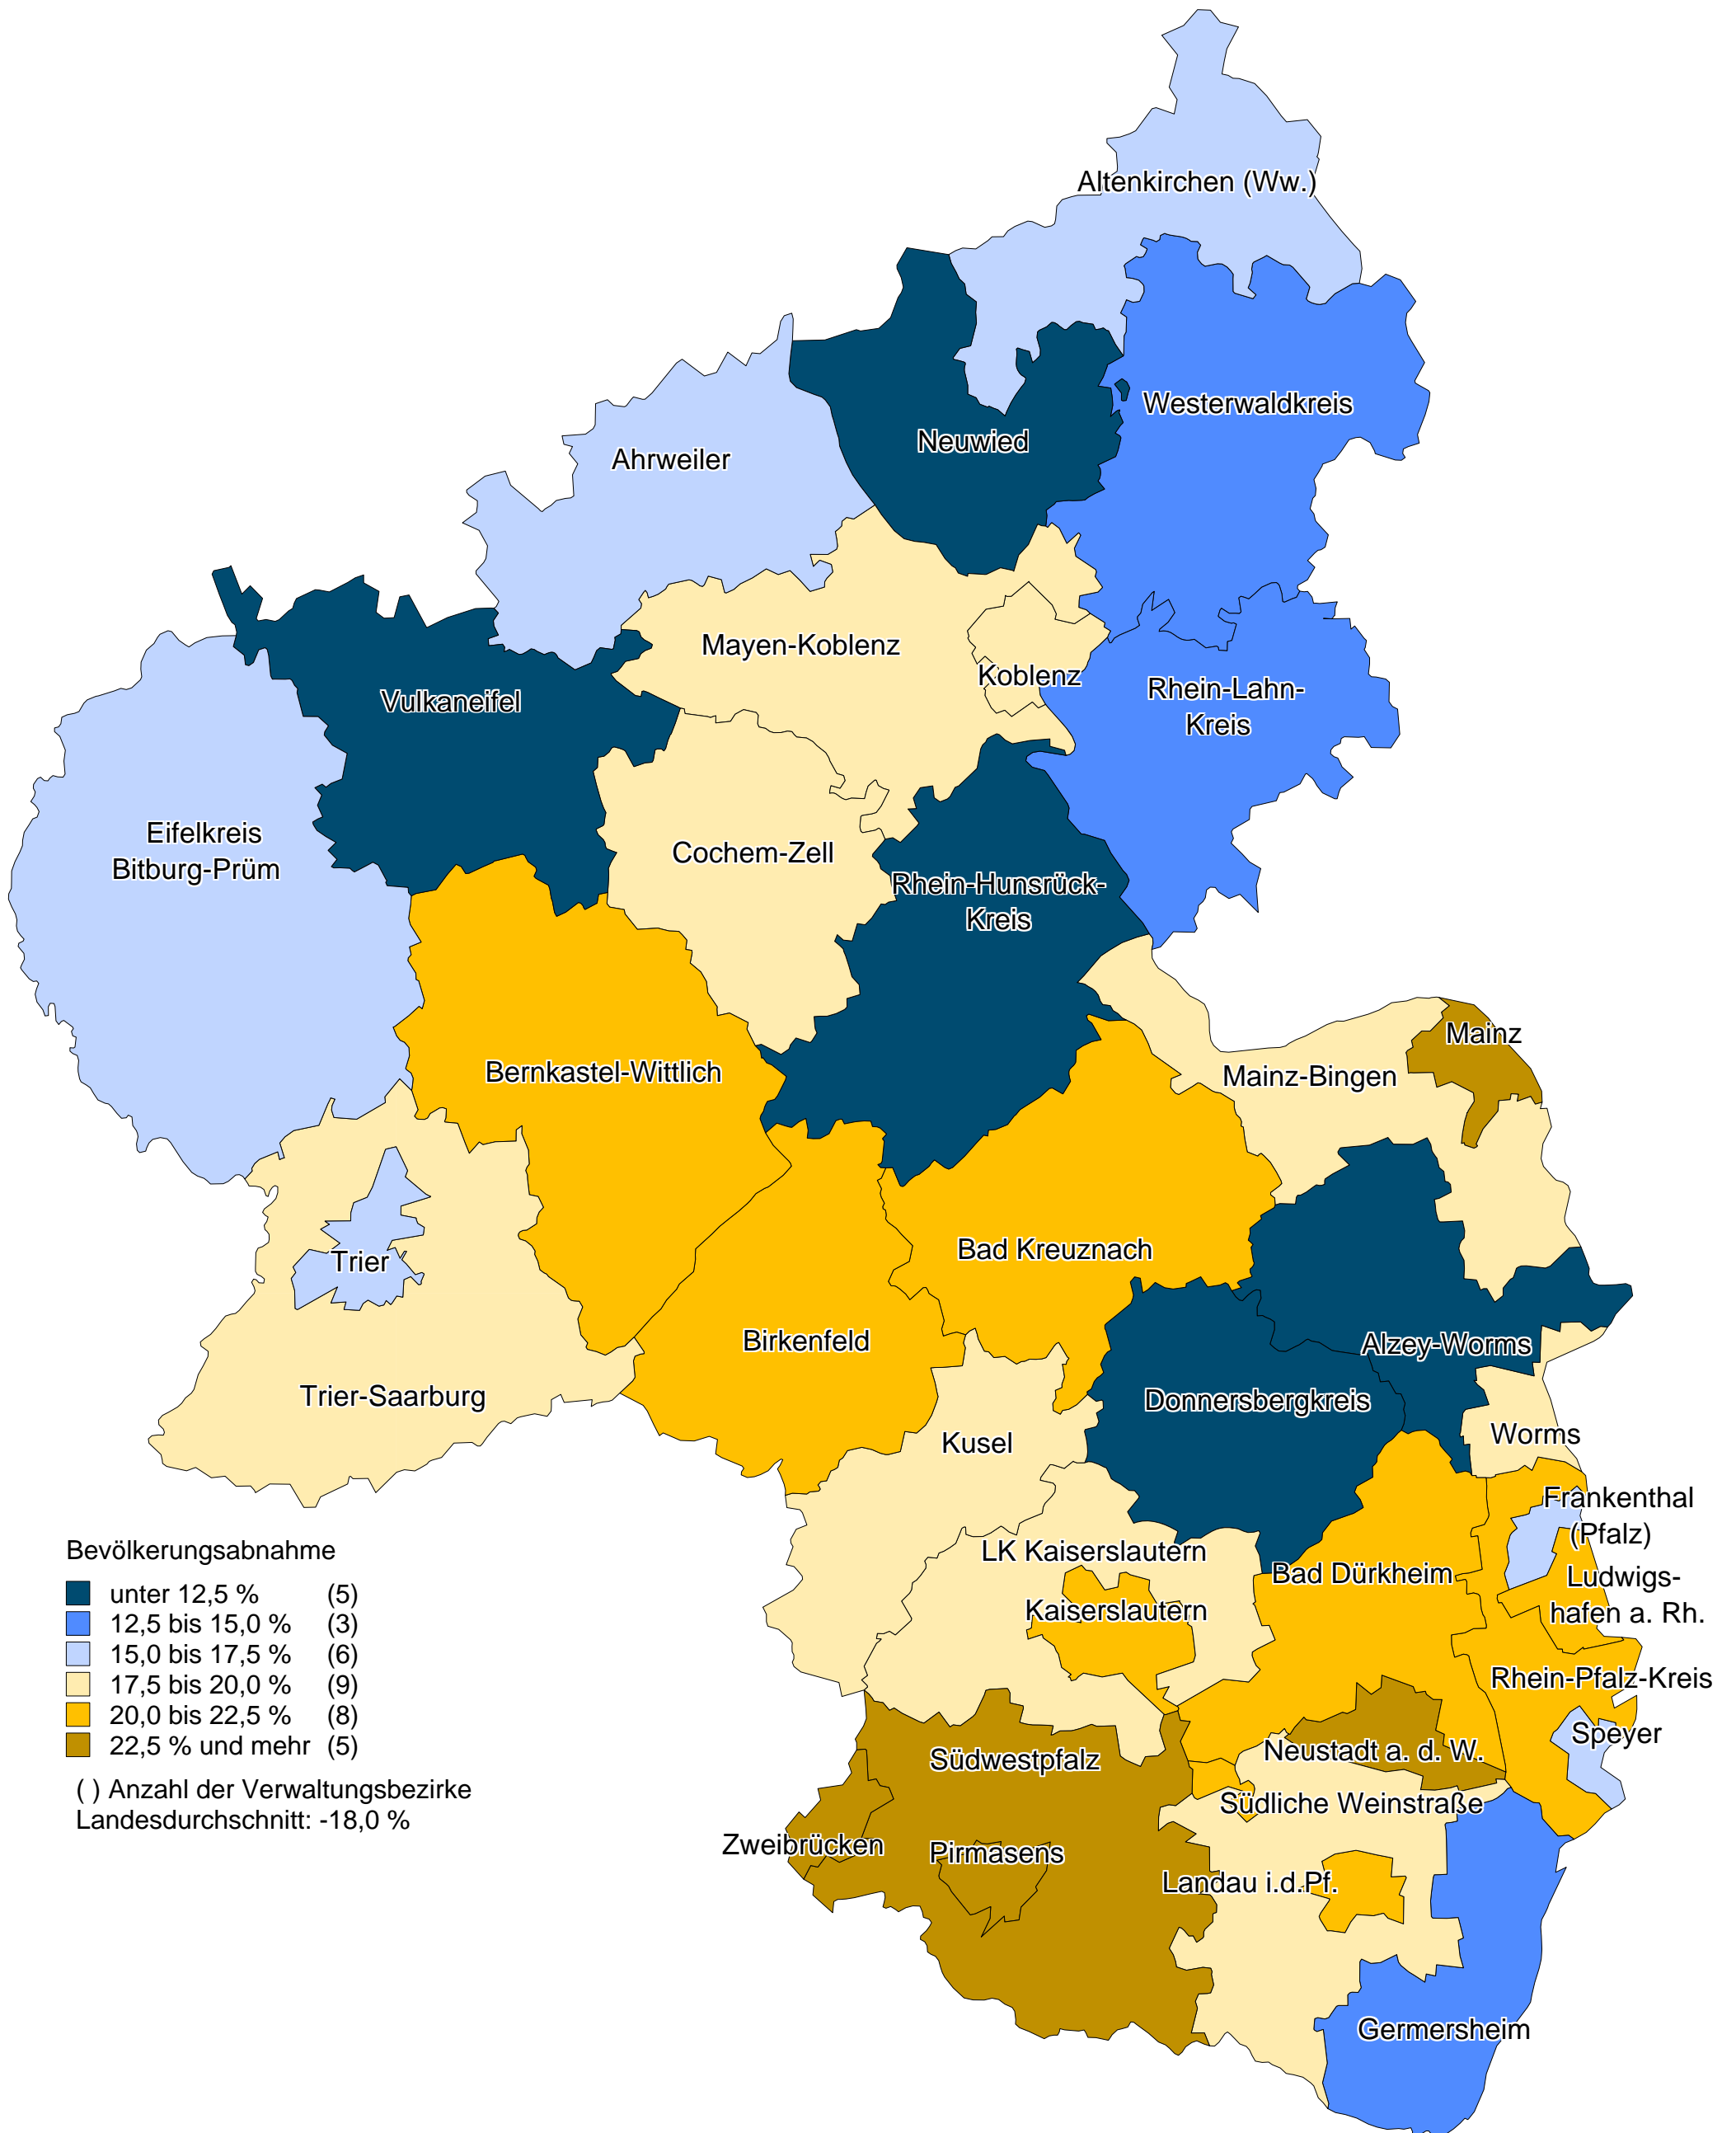 Altenkirchen (Ww.)
Westerwaldkreis
Neuwied
Ahrweiler
Mayen-Koblenz
Koblenz
Rhein-Lahn-
Kreis
Vulkaneifel
Eifelkreis
Bitburg-Prüm
Cochem-Zell
Rhein-Hunsrück-
Kreis
Mainz
Bernkastel-Wittlich
Mainz-Bingen
Trier
Bad Kreuznach
Birkenfeld
Alzey-Worms
Trier-Saarburg
Donnersbergkreis
Kusel
Worms
Frankenthal
(Pfalz)
LK Kaiserslautern
Bad Dürkheim
Ludwigs-
hafen a. Rh.
Kaiserslautern
Rhein-Pfalz-Kreis
Speyer
Neustadt a. d. W.
Südwestpfalz
Südliche Weinstraße
Zweibrücken
Pirmasens
Landau i.d.Pf.
Germersheim
Bevölkerungsabnahme
unter 12,5 % (5)
12,5 bis 15,0 % (3)
15,0 bis 17,5 % (6)
17,5 bis 20,0 % (9)
20,0 bis 22,5 % (8)
22,5 % und mehr (5)
( ) Anzahl der Verwaltungsbezirke
Landesdurchschnitt: -18,0 %